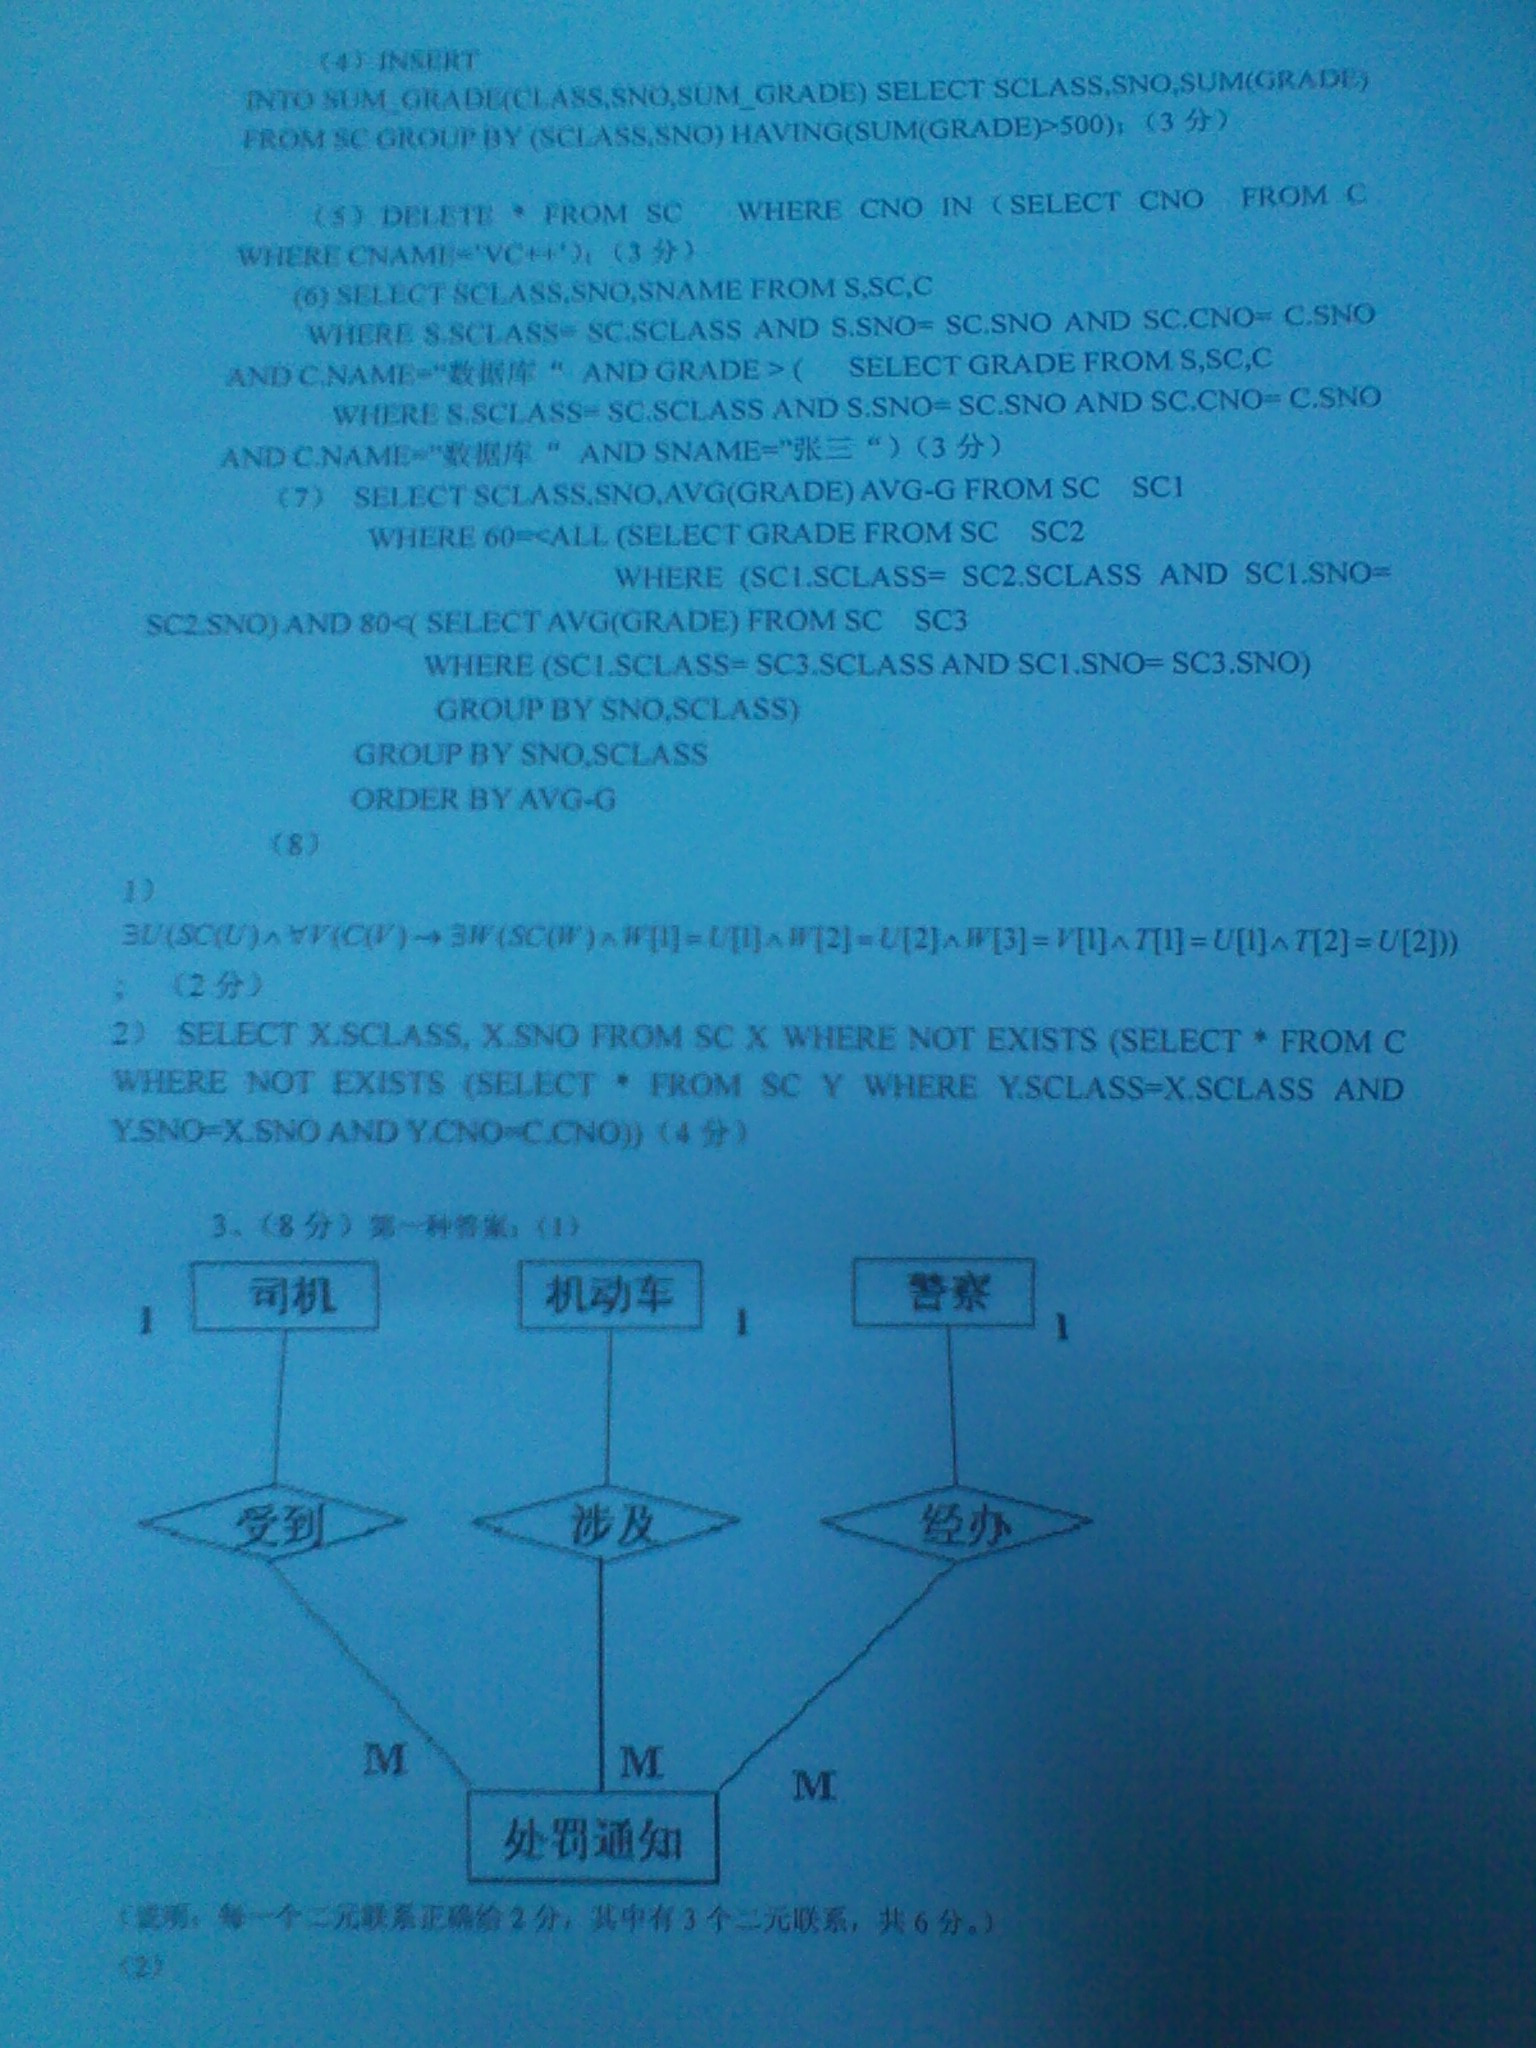 （4）INSERT
INTO SUM_GRADE(CLASS,SNO,SUM_GRADE) SELECT SCLASS,SNO,SUM(GRADE)
FROM SC GROUP BY (SCLASS,SNO) HAVING(SUM(GRADE)>500);（3 分）
（5）DELETE * FROM SC WHERE CNO IN（SELECT CNO FROM C
WHERE CNAME='VC++');（3 分）
(6) SELECT SCLASS,SNO,SNAME FROM S,SC,C
WHERE S.SCLASS= SC.SCLASS AND S.SNO= SC.SNO AND SC.CNO= C.SNO
AND C.NAME="数据库 “ AND GRADE > ( SELECT GRADE FROM S,SC,C
WHERE S.SCLASS= SC.SCLASS AND S.SNO= SC.SNO AND SC.CNO= C.SNO
AND C.NAME="数据库 “ AND SNAME="张三 “)（3 分）
（7） SELECT SCLASS,SNO,AVG(GRADE) AVG-G FROM SC SC1
WHERE 60=<ALL (SELECT GRADE FROM SC SC2
WHERE (SC1.SCLASS= SC2.SCLASS AND SC1.SNO=
SC2.SNO) AND 80<( SELECT AVG(GRADE) FROM SC SC3
WHERE (SC1.SCLASS= SC3.SCLASS AND SC1.SNO= SC3.SNO)
GROUP BY SNO,SCLASS)
GROUP BY SNO,SCLASS
ORDER BY AVG-G
（8）
1）
∃U(SC(U)∧∀V(C(V)→∃W(SC(W)∧W[1]=U[1]∧W[2]=U[2]∧W[3]=V[1]∧T[1]=U[1]∧T[2]=U[2]))
； （2 分）
2） SELECT X.SCLASS, X.SNO FROM SC X WHERE NOT EXISTS (SELECT * FROM C
WHERE NOT EXISTS (SELECT * FROM SC Y WHERE Y.SCLASS=X.SCLASS AND
Y.SNO=X.SNO AND Y.CNO=C.CNO))（4 分）
3、（8 分）第一种答案：（1）
司机 机动车 警察
1 1 1
受到 涉及 经办
M M M
处罚通知
（说明：每一个二元联系正确给 2 分，其中有 3 个二元联系，共 6 分。）
（2）